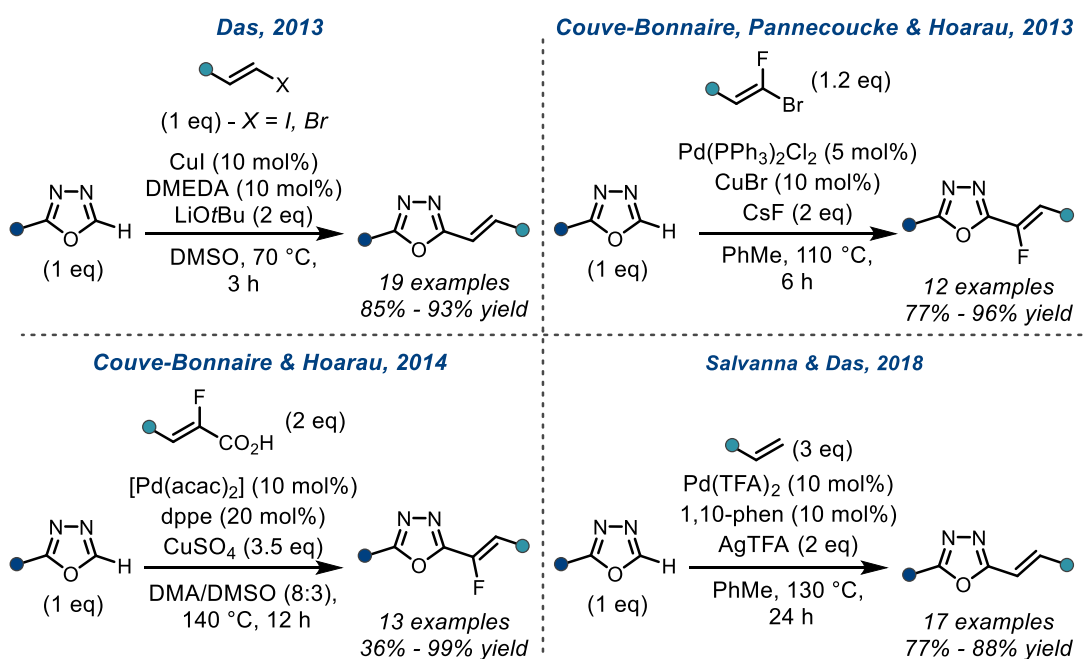 Das, 2013
X
(1 eq) - X = I, Br
CuI (10 mol%)
DMEDA (10 mol%)
LiOtBu (2 eq)
DMSO, 70 °C,
3 h
N N
O
H
(1 eq)
N N
O
19 examples
85% - 93% yield
Couve-Bonnaire, Pannecoucke & Hoarau, 2013
F
Br
(1.2 eq)
Pd(PPh3)2Cl2 (5 mol%)
CuBr (10 mol%)
CsF (2 eq)
PhMe, 110 °C,
6 h
N N
O
H
(1 eq)
N N
O
F
12 examples
77% - 96% yield
Couve-Bonnaire & Hoarau, 2014
F
CO2H
(2 eq)
[Pd(acac)2] (10 mol%)
dppe (20 mol%)
CuSO4 (3.5 eq)
DMA/DMSO (8:3),
140 °C, 12 h
N N
O
H
(1 eq)
N N
O
F
13 examples
36% - 99% yield
Salvanna & Das, 2018
(3 eq)
Pd(TFA)2 (10 mol%)
1,10-phen (10 mol%)
AgTFA (2 eq)
PhMe, 130 °C,
24 h
N N
O
H
(1 eq)
N N
O
17 examples
77% - 88% yield